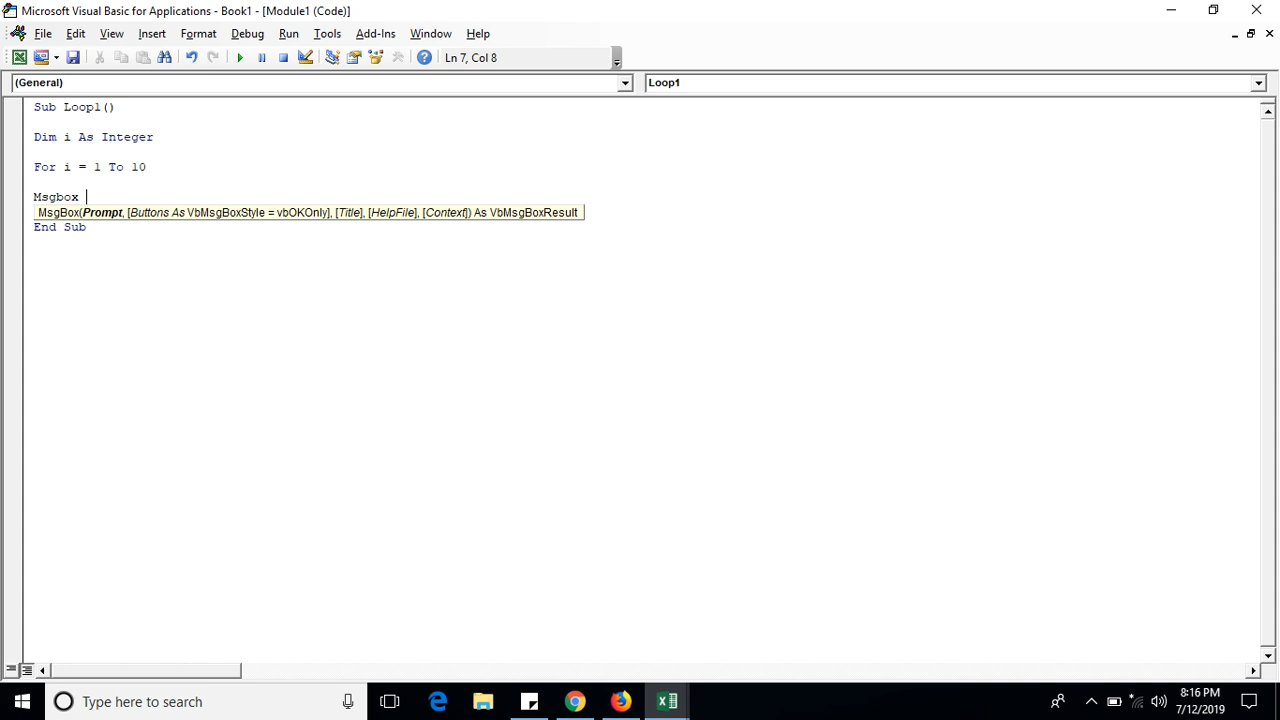 Microsoft Visual Basic for Applications - Book1 - [Module1 (Code)]
File Edit View Insert Format Debug Run Tools Add-Ins Window Help
Ln 7, Col 8
(General) Loop1
Sub Loop1()
Dim i As Integer
For i = 1 To 10
Msgbox
MsgBox(Prompt, [Buttons As VbMsgBoxStyle = vbOKOnly], [Title], [HelpFile], [Context]) As VbMsgBoxResult
End Sub
Type here to search
8:16 PM
7/12/2019